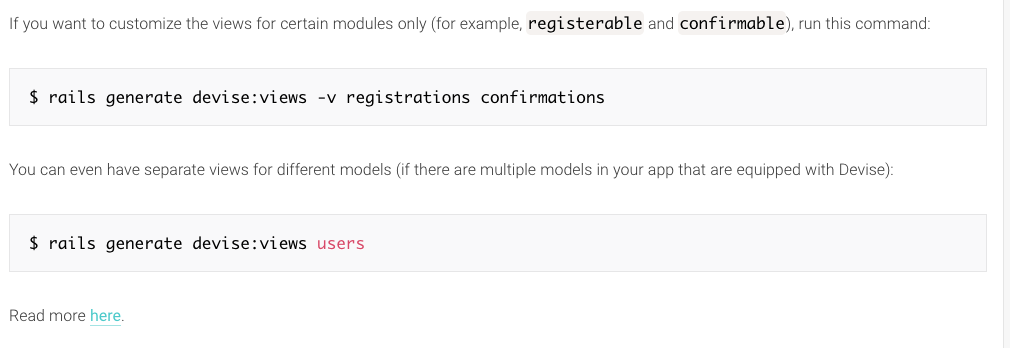 If you want to customize the views for certain modules only (for example, registerable and confirmable), run this command:
$ rails generate devise:views -v registrations confirmations
You can even have separate views for different models (if there are multiple models in your app that are equipped with Devise):
$ rails generate devise:views users
Read more here.